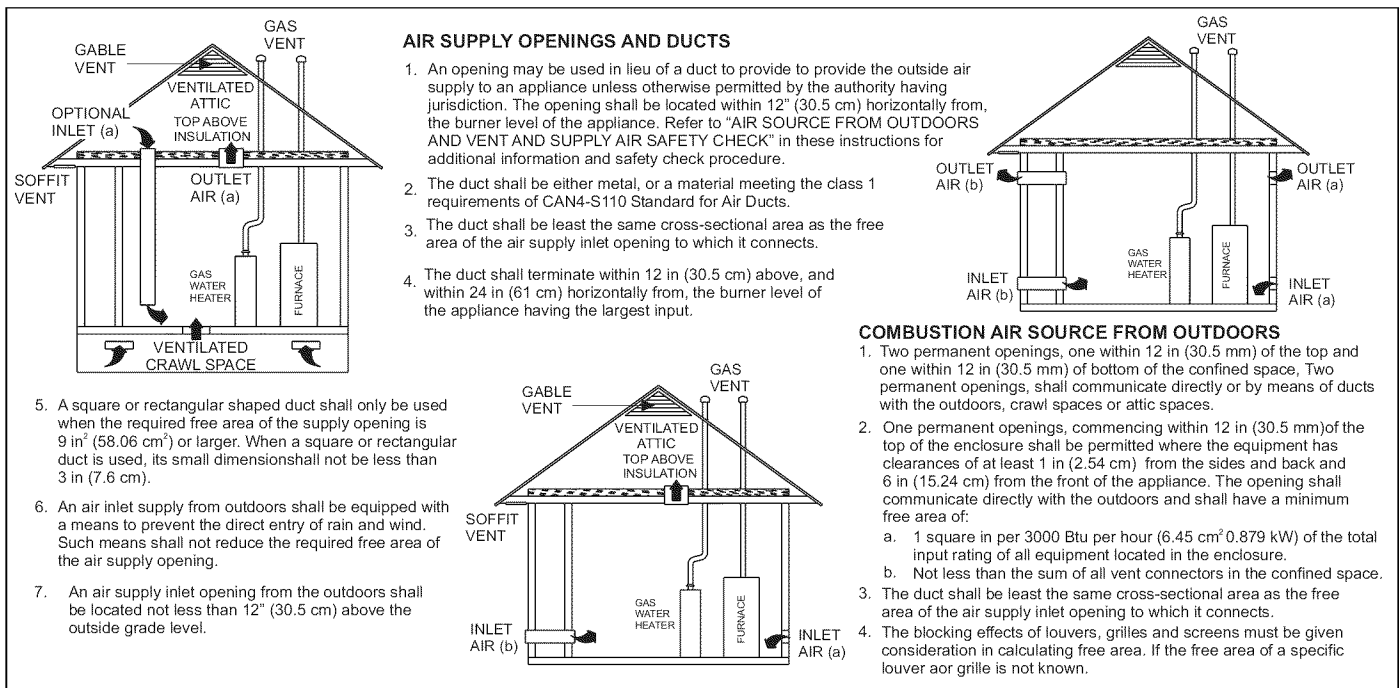 GABLE
VENT
GAS
VENT
VENTILATED
ATTIC
TOP ABOVE
INSULATION
OPTIONAL
INLET (a)
SOFFIT
VENT
OUTLET
AIR (a)
GAS
WATER
HEATER
FURNACE
VENTILATED
CRAWL SPACE
AIR SUPPLY OPENINGS AND DUCTS
1. An opening may be used in lieu of a duct to provide to provide the outside air
supply to an appliance unless otherwise permitted by the authority having
jurisdiction. The opening shall be located within 12" (30.5 cm) horizontally from,
the burner level of the appliance. Refer to "AIR SOURCE FROM OUTDOORS
AND VENT AND SUPPLY AIR SAFETY CHECK" in these instructions for
additional information and safety check procedure.
2. The duct shall be either metal, or a material meeting the class 1
requirements of CAN4-S110 Standard for Air Ducts.
3. The duct shall be least the same cross-sectional area as the free
area of the air supply inlet opening to which it connects.
4. The duct shall terminate within 12 in (30.5 cm) above, and
within 24 in (61 cm) horizontally from, the burner level of
the appliance having the largest input.
5. A square or rectangular shaped duct shall only be used
when the required free area of the supply opening is
9 in² (58.06 cm²) or larger. When a square or rectangular
duct is used, its small dimensionshall not be less than
3 in (7.6 cm).
6. An air inlet supply from outdoors shall be equipped with
a means to prevent the direct entry of rain and wind.
Such means shall not reduce the required free area of
the air supply opening.
7. An air supply inlet opening from the outdoors shall
be located not less than 12" (30.5 cm) above the
outside grade level.
GABLE
VENT
GAS
VENT
VENTILATED
ATTIC
TOP ABOVE
INSULATION
SOFFIT
VENT
GAS
WATER
HEATER
FURNACE
INLET
AIR (b)
INLET
AIR (a)
GAS
VENT
OUTLET
AIR (b)
OUTLET
AIR (a)
GAS
WATER
HEATER
FURNACE
INLET
AIR (b)
INLET
AIR (a)
COMBUSTION AIR SOURCE FROM OUTDOORS
1. Two permanent openings, one within 12 in (30.5 mm) of the top and
one within 12 in (30.5 mm) of bottom of the confined space, Two
permanent openings, shall communicate directly or by means of ducts
with the outdoors, crawl spaces or attic spaces.
2. One permanent openings, commencing within 12 in (30.5 mm)of the
top of the enclosure shall be permitted where the equipment has
clearances of at least 1 in (2.54 cm) from the sides and back and
6 in (15.24 cm) from the front of the appliance. The opening shall
communicate directly with the outdoors and shall have a minimum
free area of:
a. 1 square in per 3000 Btu per hour (6.45 cm² 0.879 kW) of the total
input rating of all equipment located in the enclosure.
b. Not less than the sum of all vent connectors in the confined space.
3. The duct shall be least the same cross-sectional area as the free
area of the air supply inlet opening to which it connects.
4. The blocking effects of louvers, grilles and screens must be given
consideration in calculating free area. If the free area of a specific
louver aor grille is not known.